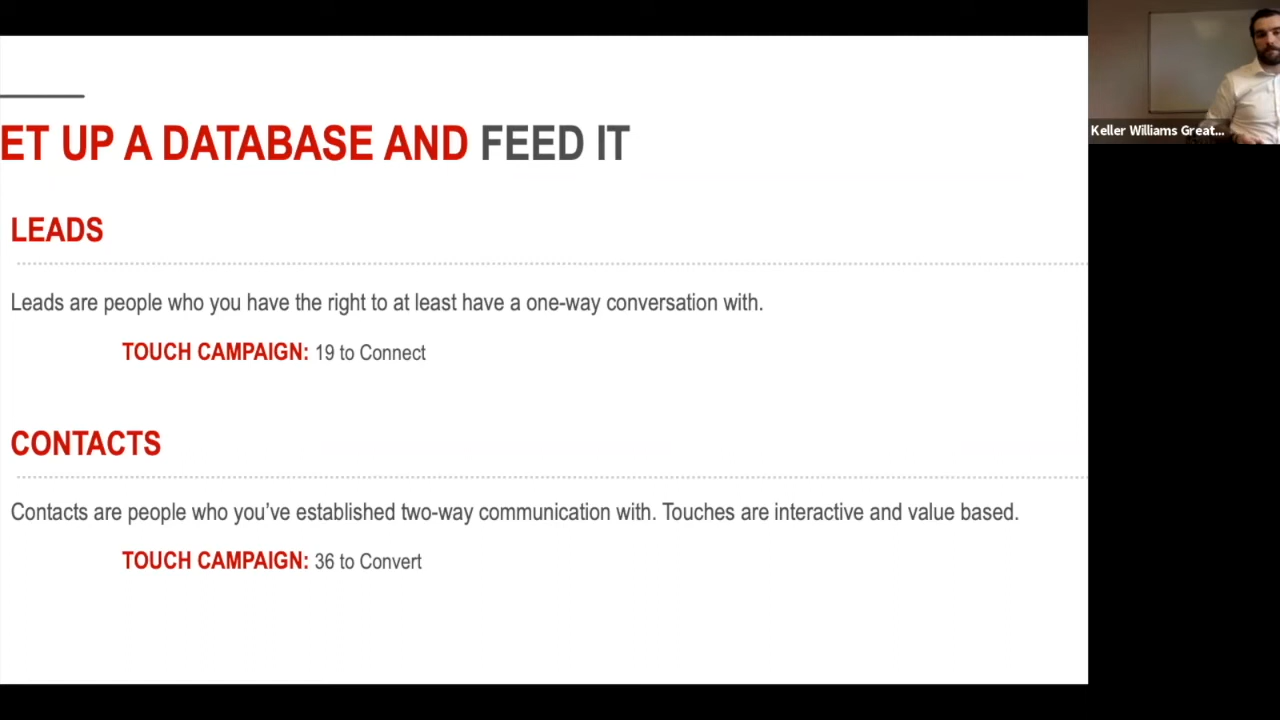 ET UP A DATABASE AND FEED IT
LEADS
Leads are people who you have the right to at least have a one-way conversation with.
TOUCH CAMPAIGN: 19 to Connect
CONTACTS
Contacts are people who you’ve established two-way communication with. Touches are interactive and value based.
TOUCH CAMPAIGN: 36 to Convert
Keller Williams Great...